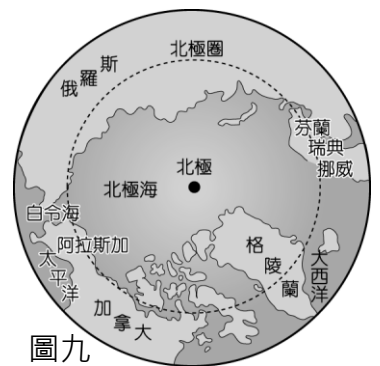 北極圈
俄羅斯
芬蘭
瑞典
挪威
北極
北極海
白令海
阿拉斯加
太平洋
格陵蘭
大西洋
加拿大
圖九